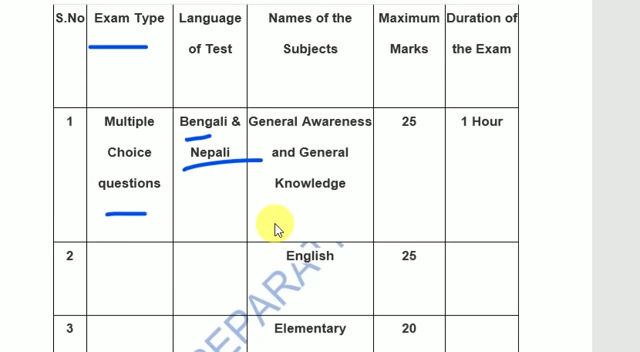 S.No Exam Type Language of Test Names of the Subjects Maximum Marks Duration of the Exam
1 Multiple Choice questions Bengali & Nepali General Awareness and General Knowledge 25 1 Hour
2 English 25
3 Elementary 20